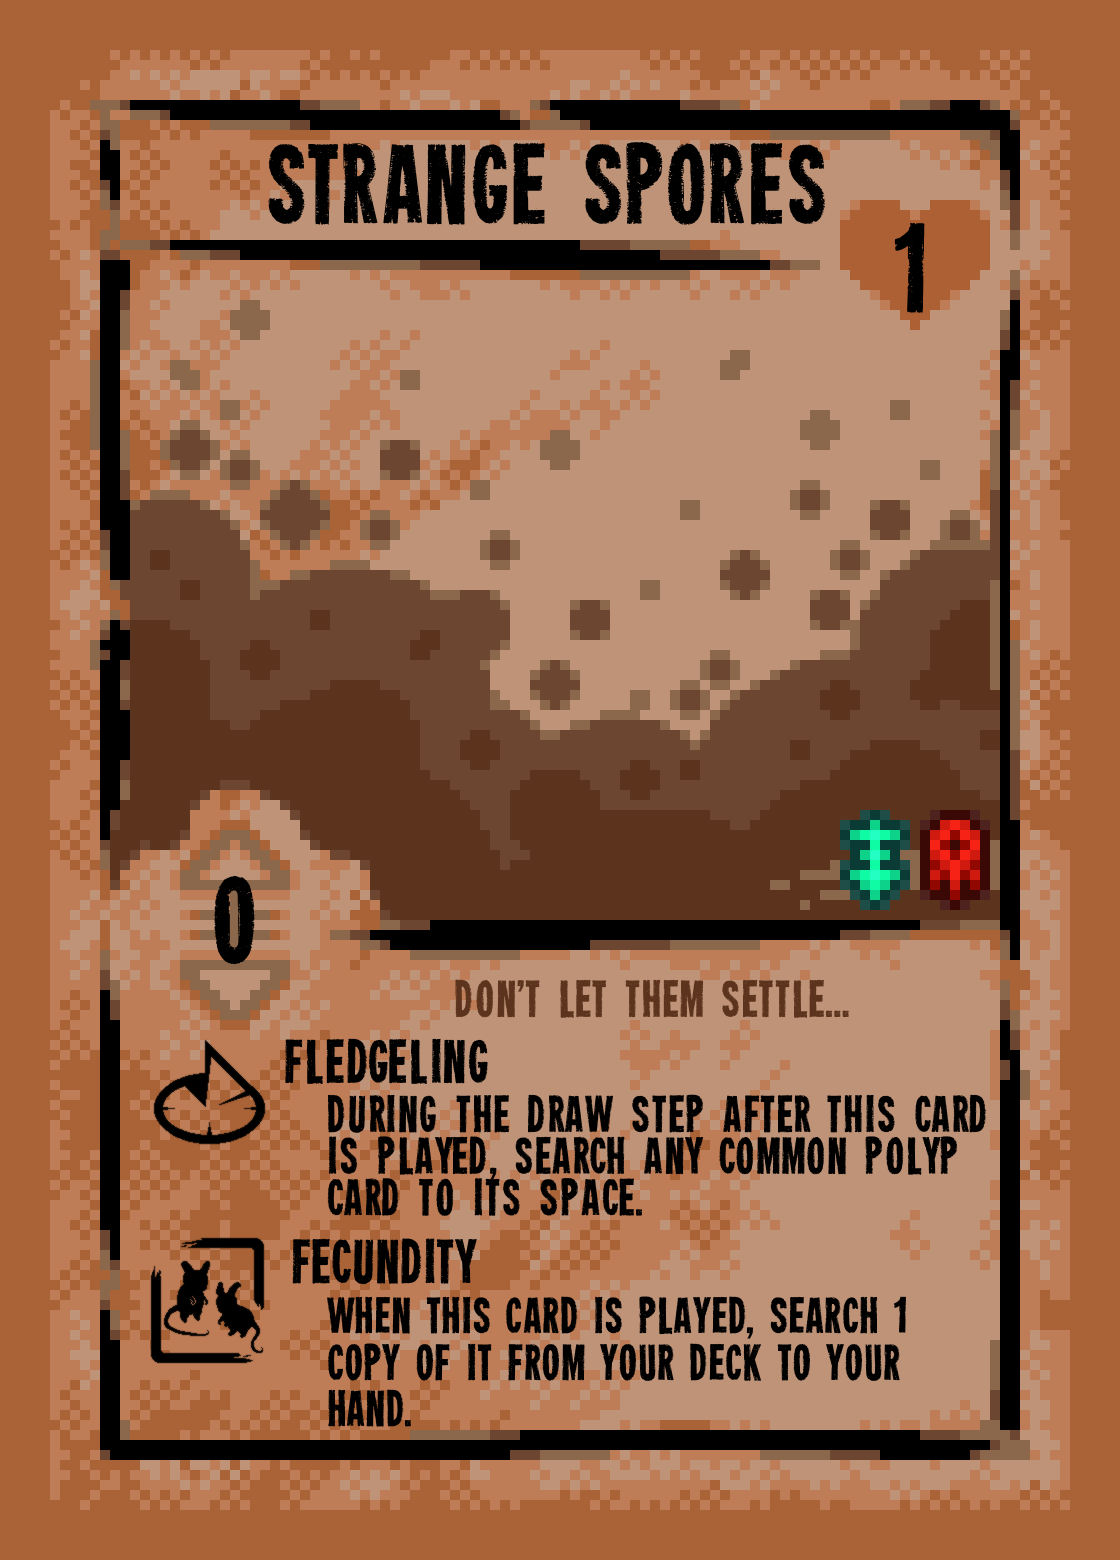 STRANGE SPORES
1
0
DON'T LET THEM SETTLE...
FLEDGELING
DURING THE DRAW STEP AFTER THIS CARD
IS PLAYED, SEARCH ANY COMMON POLYP
CARD TO ITS SPACE.
FECUNDITY
WHEN THIS CARD IS PLAYED, SEARCH 1
COPY OF IT FROM YOUR DECK TO YOUR
HAND.